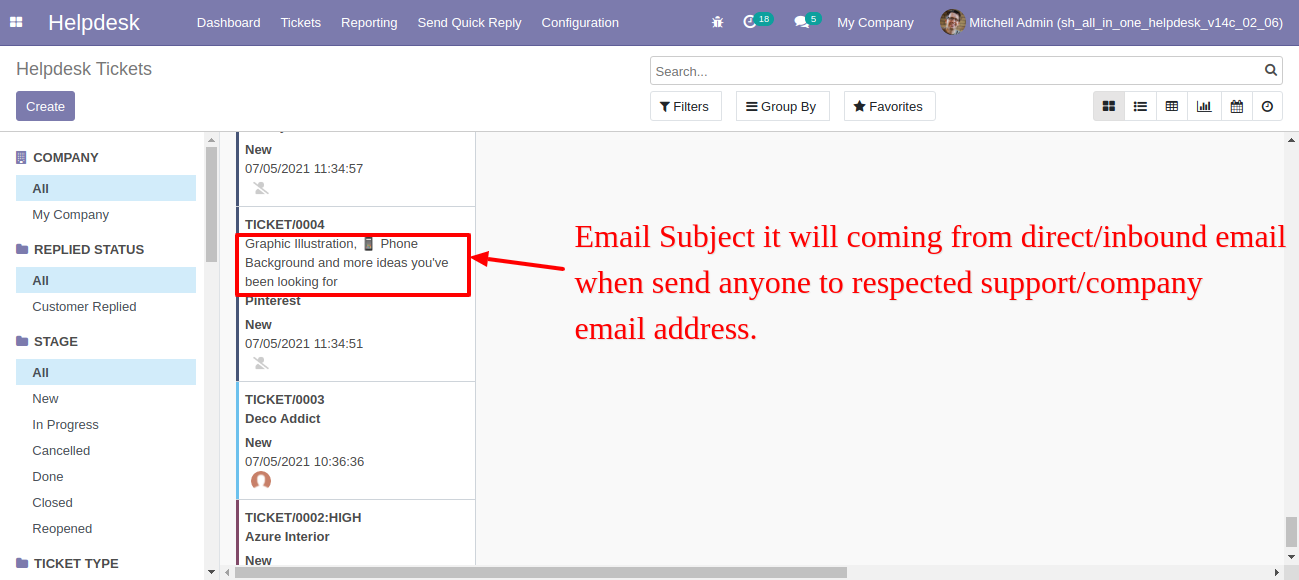 Helpdesk Dashboard Tickets Reporting Send Quick Reply Configuration 18 5 My Company Mitchell Admin (sh_all_in_one_helpdesk_v14c_02_06)
Helpdesk Tickets
Search...
Create
Filters Group By Favorites
COMPANY
All
My Company
REPLIED STATUS
All
Customer Replied
STAGE
All
New
In Progress
Cancelled
Done
Closed
Reopened
TICKET TYPE
New
07/05/2021 11:34:57
TICKET/0004
Graphic Illustration, 📱 Phone
Background and more ideas you've
been looking for
Pinterest
New
07/05/2021 11:34:51
TICKET/0003
Deco Addict
New
07/05/2021 10:36:36
TICKET/0002:HIGH
Azure Interior
New
Email Subject it will coming from direct/inbound email
when send anyone to respected support/company
email address.